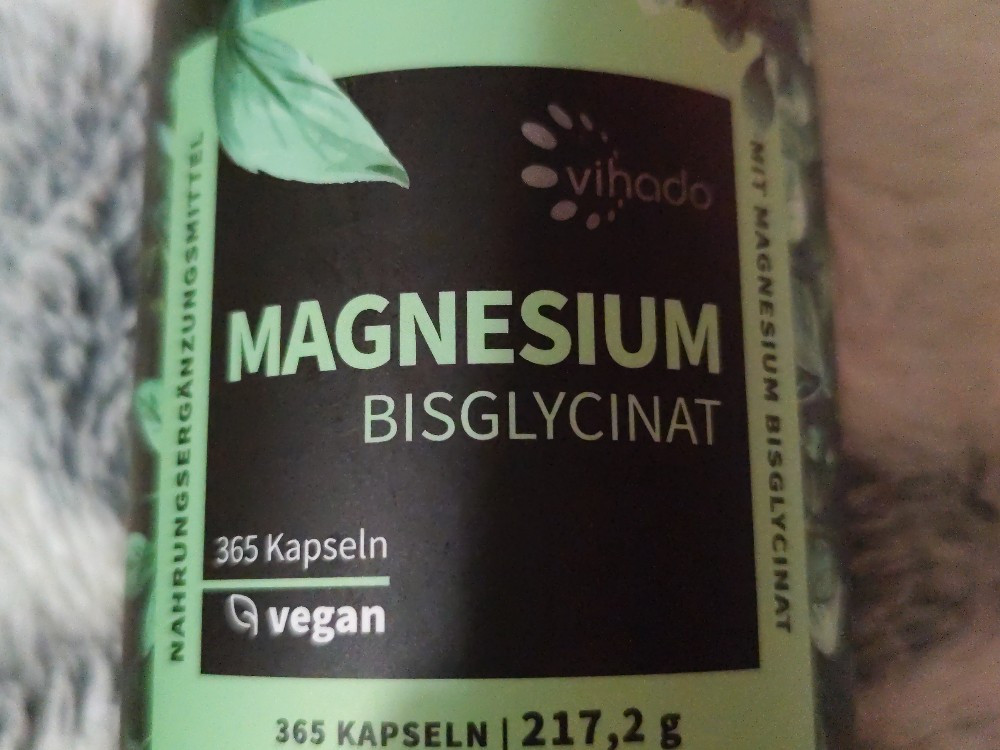 vihado
MAGNESIUM
BISGLYCINAT
365 Kapseln
vegan
365 KAPSELN | 217,2 g
NAHRUNGSERGÄNZUNGSMITTEL
MIT MAGNESIUM BISGLYCINAT